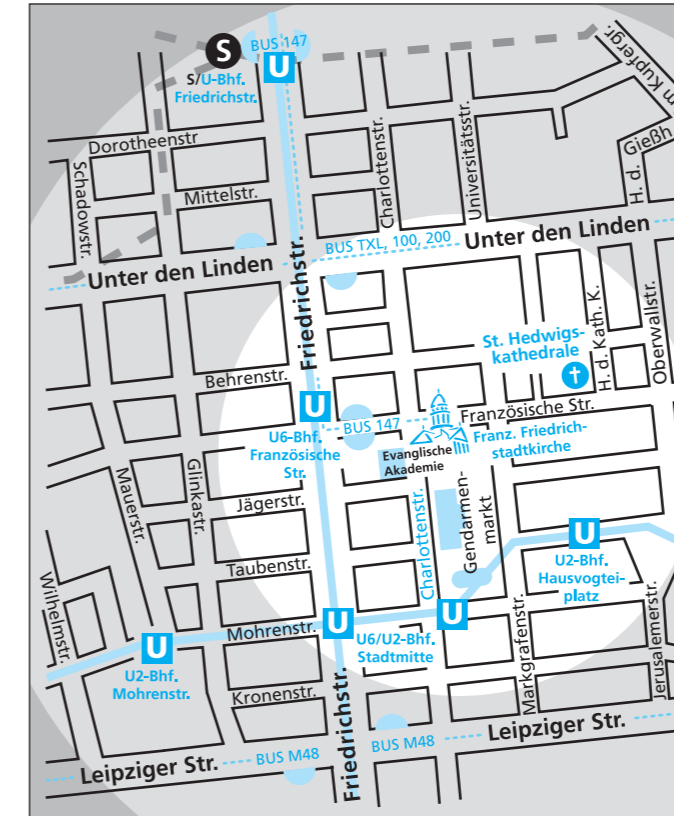 S
BUS 147
U
S/U-Bhf.
Friedrichstr.
m Kupfergr.
Dorotheenstr
Schadowstr.
Mittelstr.
Charlottenstr.
Universitätsstr.
Gießh
H. d.
BUS TXL, 100, 200
Unter den Linden
Unter den Linden
Friedrichstr.
St. Hedwigs-
kathedrale
H. d. Kath. K.
Oberwallstr.
Behrenstr.
U
U6-Bhf.
Französische
Str.
BUS 147
Französische Str.
Franz. Friedrich-
stadtkirche
Evanglische
Akademie
Mauerstr.
Glinkastr.
Jägerstr.
Charlottenstr.
Gendarmen-
markt
U
U2-Bhf.
Hausvogtei-
platz
Taubenstr.
Wilhelmstr.
U
U2-Bhf.
Mohrenstr.
Mohrenstr.
U
U
U6/U2-Bhf.
Stadtmitte
Markgrafenstr.
Jerusalemerstr.
Kronenstr.
Friedrichstr.
Leipziger Str.
BUS M48
BUS M48
Leipziger Str.